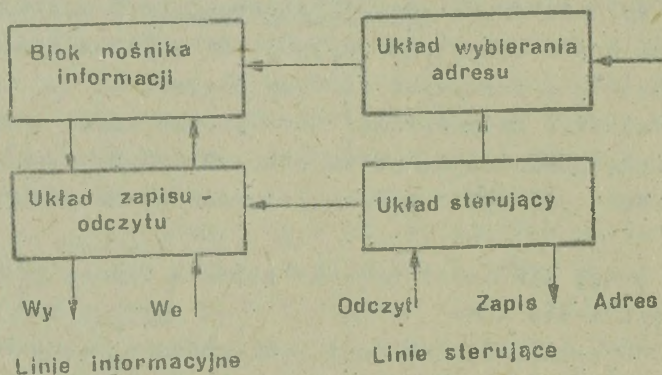 Blok nośnika
informacji
Układ wybierania
adresu
Układ zapisu -
odczytu
Układ sterujący
Wy
We
Odczyt
Zapis
Adres
Linie informacyjne
Linie sterujące